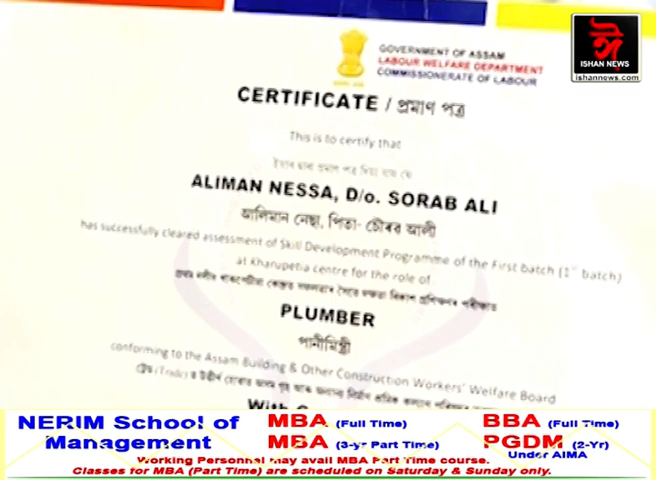 GOVERNMENT OF ASSAM
LABOUR WELFARE DEPARTMENT
COMMISSIONERATE OF LABOUR
ঈ
ISHAN NEWS
ishannews.com
CERTIFICATE / প্ৰমাণ পত্ৰ
This is to certify that
ইয়াৰ দ্বাৰা প্ৰমাণ পত্ৰ দিয়া যায় যে
ALIMAN NESSA, D/o. SORAB ALI
আলিমান নেছা, পিতা- চৌৰব আলী
has successfully cleared assessment of Skill Development Programme of the First batch (1st batch)
at Kharupetia centre for the role of
PLUMBER
পানীমিস্ত্ৰী
conforming to the Assam Building & Other Construction Workers' Welfare Board
With
NERIM School of Management
MBA (Full Time)
BBA (Full Time)
MBA (3-yr Part Time)
PGDM (2-Yr)
Under AIMA
Working Personnel may avail MBA Part Time course.
Classes for MBA (Part Time) are scheduled on Saturday & Sunday only.